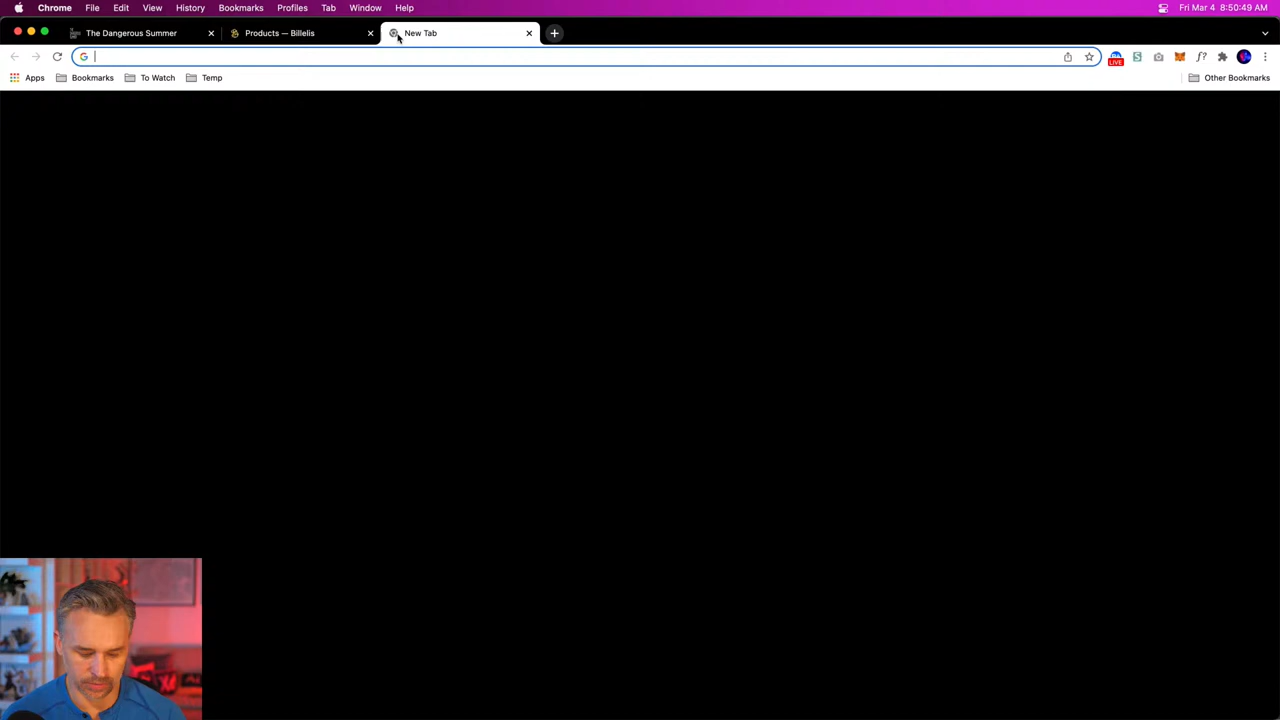 Chrome File Edit View History Bookmarks Profiles Tab Window Help Fri Mar 4 8:50:49 AM
The Dangerous Summer Products — Billelis New Tab
LIVE f?
Apps Bookmarks To Watch Temp Other Bookmarks